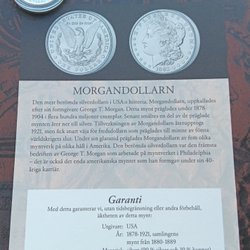 MORGANDOLLARN
Den mest berömda silverdollarn i USA:s historia, Morgandollarn, uppkallades
efter sin formgivare George T. Morgan. Detta gjordes präglades mellan 1878-
1904 i flera hundra miljoner exemplar. Senare smältes en del av de präglade
mynten ner till silver. Tillverkningen av Morgandollarn återupptogs
1921, men fick snart vika för fredsdollarn som präglades till minne av första
världskrigets slut. Under sin glansperiod präglades Morgandollarn av fem olika
myntverk på olika håll i Amerika. Den berömda silverdollarn var den främsta
bedriften av George T. Morgan som arbetade på myntverken i Philadelphia
– det är också det enda amerikanska myntet som han formgav under sin
40-åriga karriär.
Garanti
Med detta garanterar vi, utan tidsbegränsning eller andra förbehåll,
äktheten av detta mynt:
Utgivare: USA
År: 1878-1921, samlingens
mynt från 1880-1889